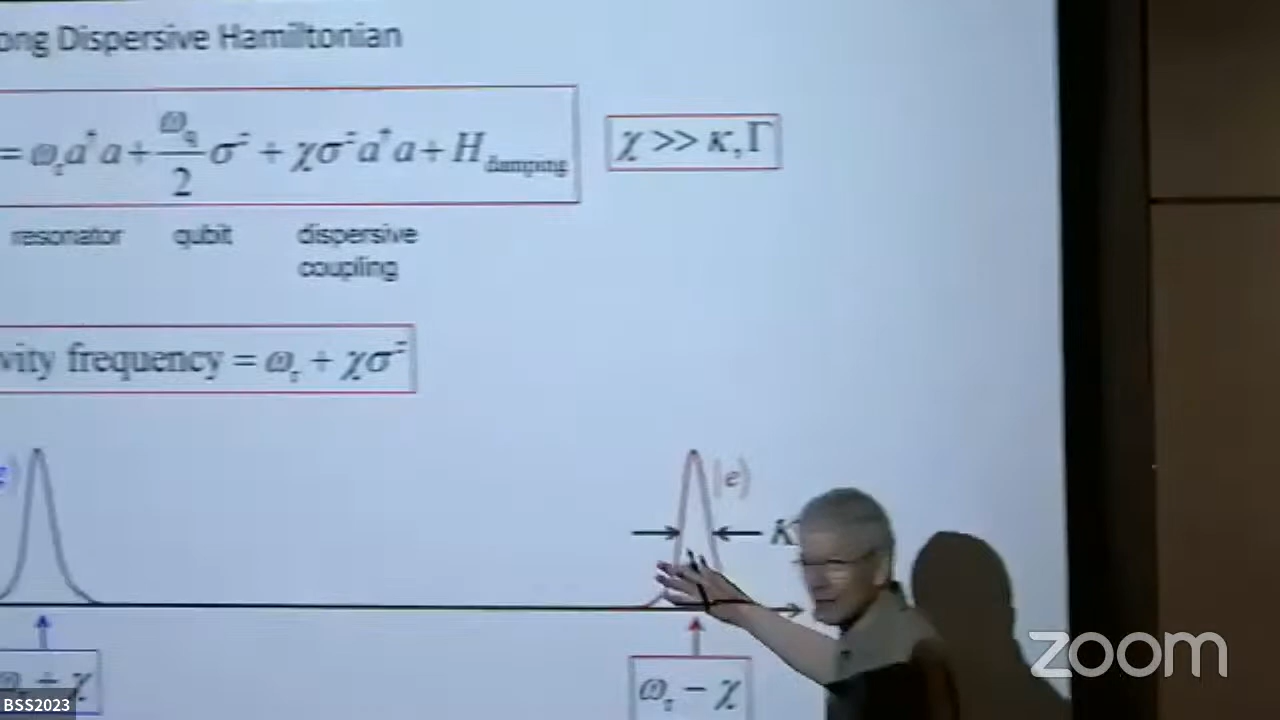 ong Dispersive Hamiltonian
= ω_r a† a + ω_q/2 σ^z + χσ^z a† a + H_damping
χ >> κ, Γ
resonator qubit dispersive
coupling
vity frequency = ω_r + χσ^z
|e⟩
κ
ω_r + χ
ω_r − χ
zoom
BSS2023